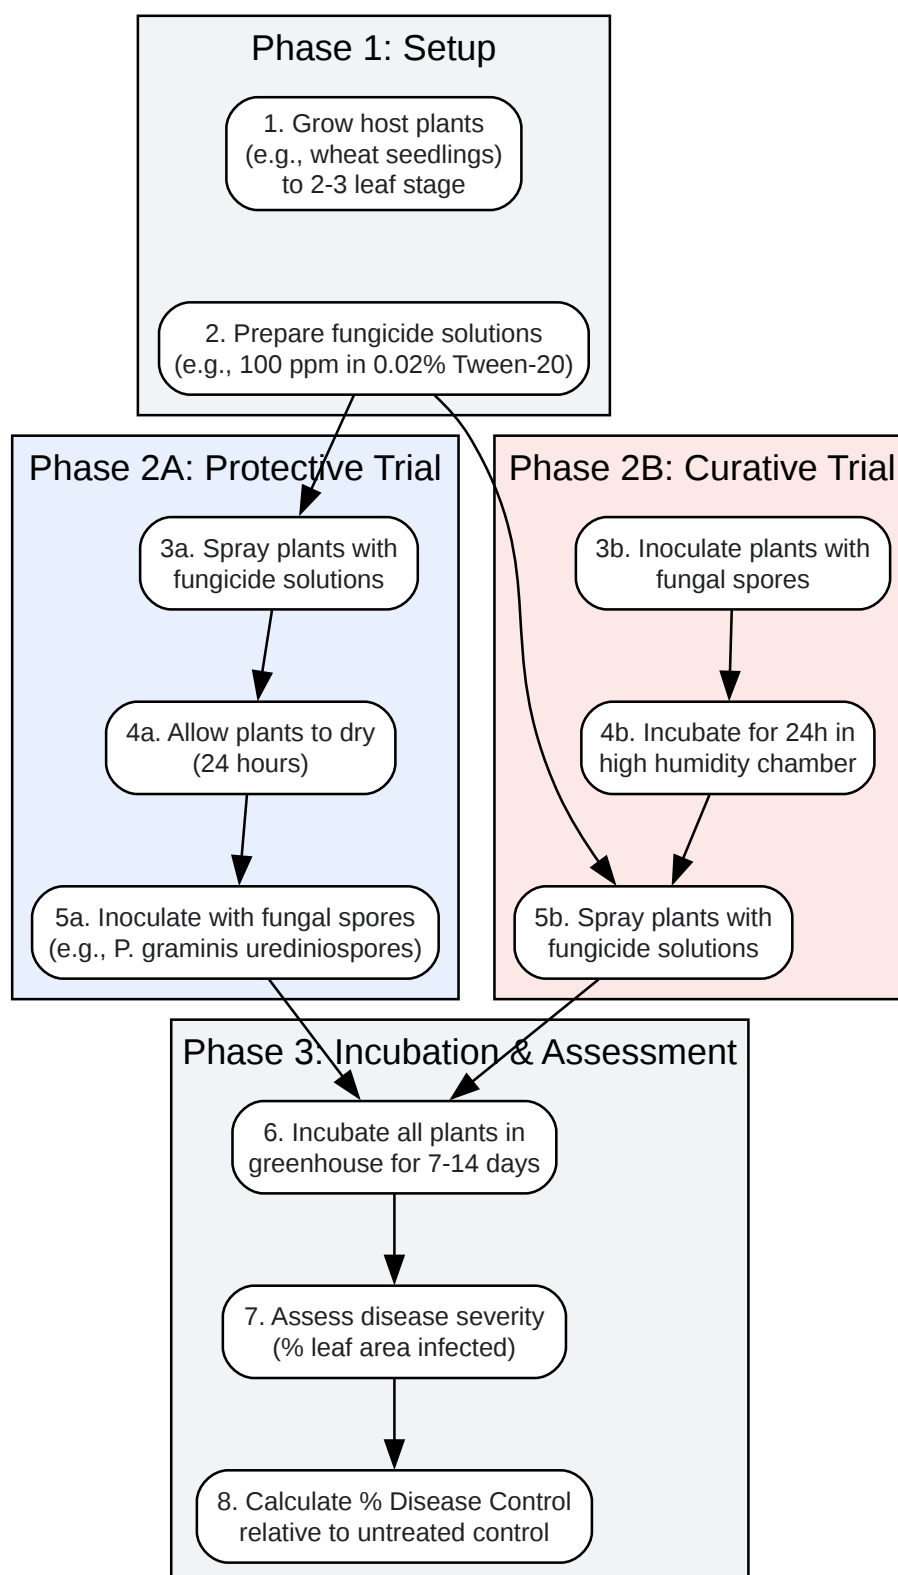 Phase 1: Setup
1. Grow host plants
(e.g., wheat seedlings)
to 2-3 leaf stage
2. Prepare fungicide solutions
(e.g., 100 ppm in 0.02% Tween-20)
Phase 2A: Protective Trial
3a. Spray plants with
fungicide solutions
4a. Allow plants to dry
(24 hours)
5a. Inoculate with fungal spores
(e.g., P. graminis urediniospores)
Phase 2B: Curative Trial
3b. Inoculate plants with
fungal spores
4b. Incubate for 24h in
high humidity chamber
5b. Spray plants with
fungicide solutions
Phase 3: Incubation & Assessment
6. Incubate all plants in
greenhouse for 7-14 days
7. Assess disease severity
(% leaf area infected)
8. Calculate % Disease Control
relative to untreated control